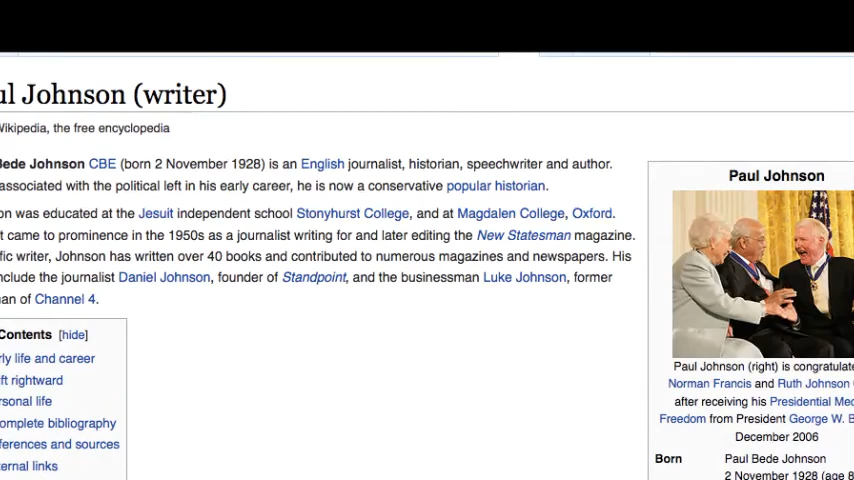 ul Johnson (writer)
Wikipedia, the free encyclopedia
Bede Johnson CBE (born 2 November 1928) is an English journalist, historian, speechwriter and author.
associated with the political left in his early career, he is now a conservative popular historian.
on was educated at the Jesuit independent school Stonyhurst College, and at Magdalen College, Oxford.
t came to prominence in the 1950s as a journalist writing for and later editing the New Statesman magazine.
fic writer, Johnson has written over 40 books and contributed to numerous magazines and newspapers. His
nclude the journalist Daniel Johnson, founder of Standpoint, and the businessman Luke Johnson, former
an of Channel 4.
Contents [hide]
rly life and career
ft rightward
rsonal life
omplete bibliography
ferences and sources
ternal links
Paul Johnson
Paul Johnson (right) is congratulate
Norman Francis and Ruth Johnson
after receiving his Presidential Med
Freedom from President George W. B
December 2006
Born Paul Bede Johnson
2 November 1928 (age 8